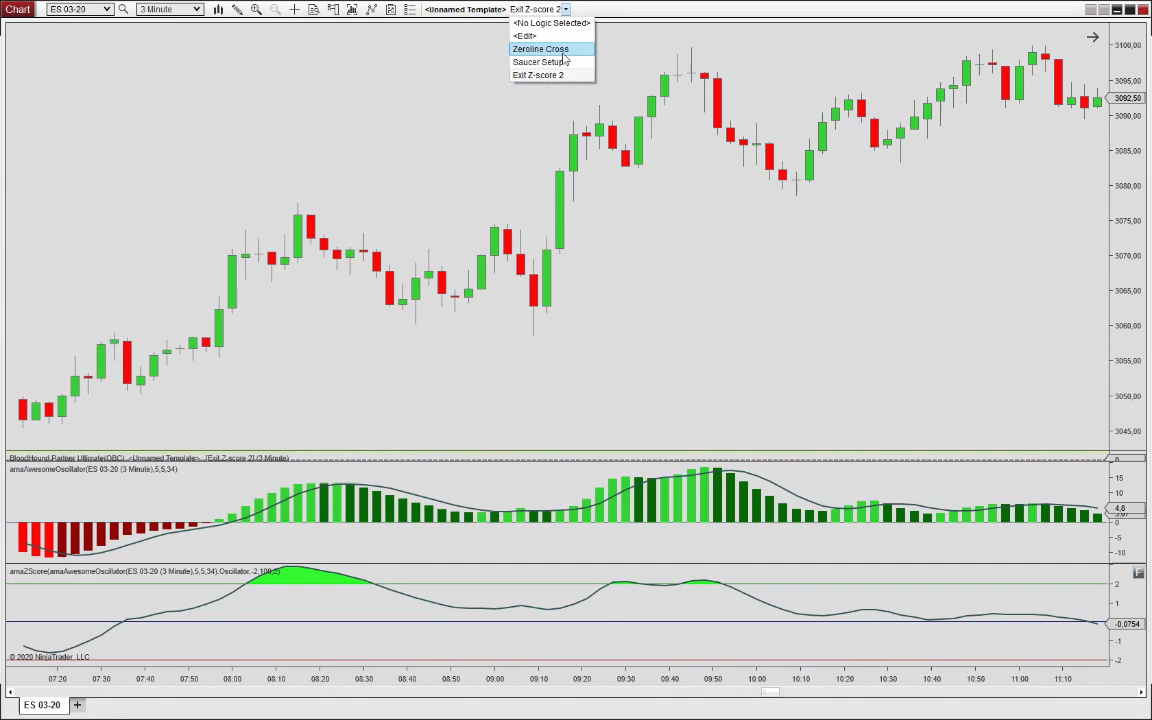 Chart
ES 03-20
3 Minute
<Unnamed Template>
Exit Z-score 2
<No Logic Selected>
<Edit>
Zeroline Cross
Saucer Setup
Exit Z-score 2
3100,00
3095,00
3092,50
3090,00
3085,00
3080,00
3075,00
3070,00
3065,00
3060,00
3055,00
3050,00
3045,00
BloodHound Partner Ultimate(OBC), <Unnamed Template>, [Exit Z-score 2] (3 Minute)
0
amaAwesomeOscillator(ES 03-20 (3 Minute),5,5,34)
15
10
4,8
0
-5
-10
amaZScore(amaAwesomeOscillator(ES 03-20 (3 Minute),5,5,34).Oscillator,-2,100,2)
F
2
1
-0,0754
-1
-2
© 2020 NinjaTrader, LLC
07:20 07:30 07:40 07:50 08:00 08:10 08:20 08:30 08:40 08:50 09:00 09:10 09:20 09:30 09:40 09:50 10:00 10:10 10:20 10:30 10:40 10:50 11:00 11:10
ES 03-20